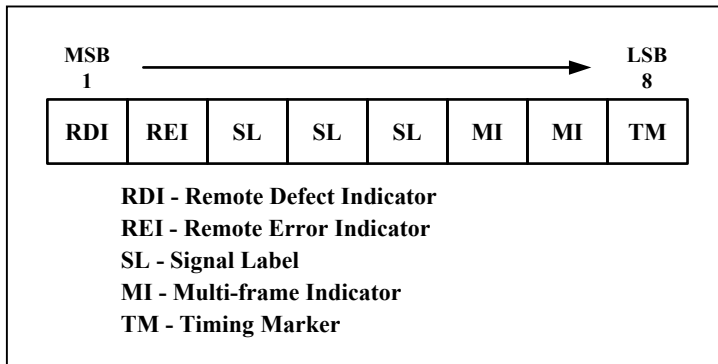 MSB LSB
1 8
RDI REI SL SL SL MI MI TM
RDI - Remote Defect Indicator
REI - Remote Error Indicator
SL - Signal Label
MI - Multi-frame Indicator
TM - Timing Marker